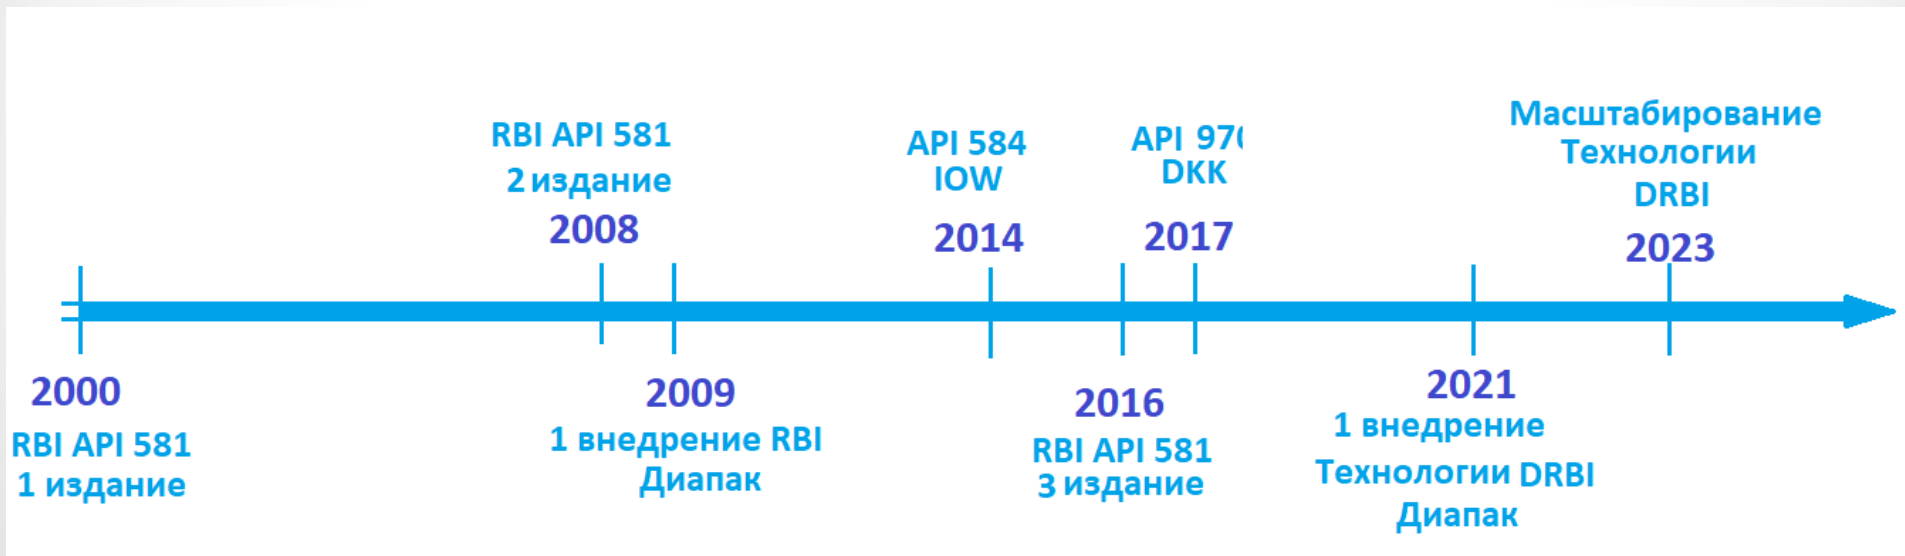 RBI API 581
2 издание
2008
API 584
IOW
2014
API 970
DKK
2017
Масштабирование
Технологии
DRBI
2023
2000
RBI API 581
1 издание
2009
1 внедрение RBI
Диапак
2016
RBI API 581
3 издание
2021
1 внедрение
Технологии DRBI
Диапак